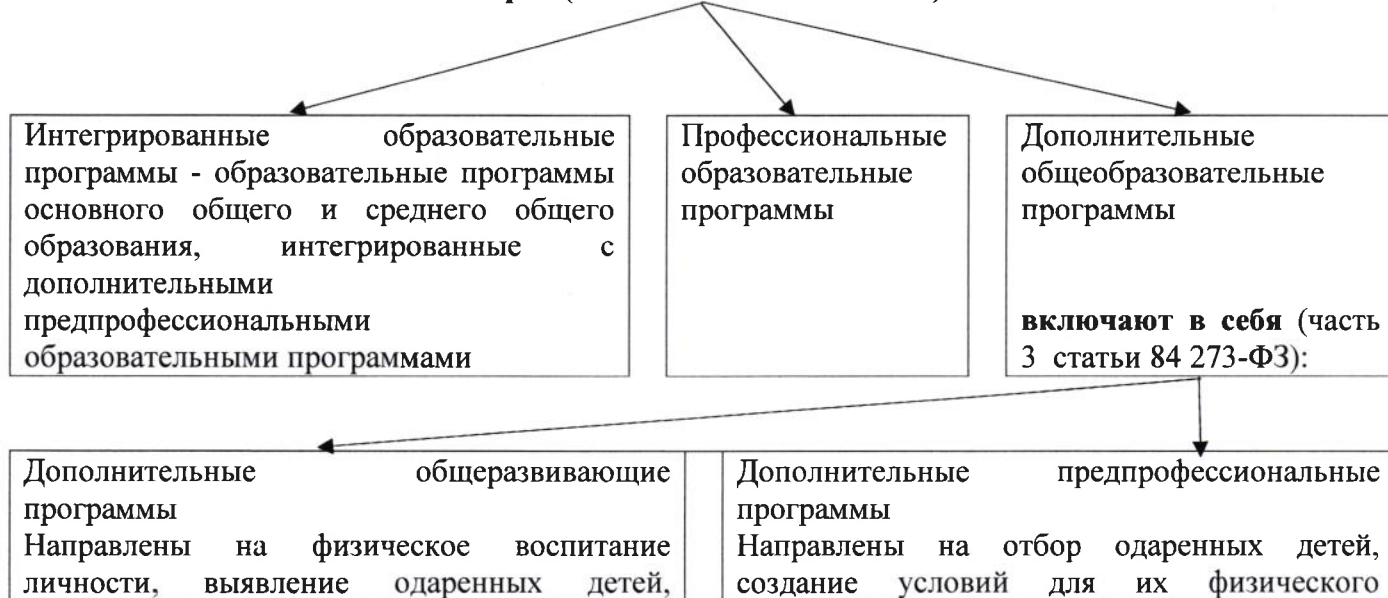 Интегрированные образовательные
программы - образовательные программы
основного общего и среднего общего
образования, интегрированные с
дополнительными
предпрофессиональными
образовательными программами
Профессиональные
образовательные
программы
Дополнительные
общеобразовательные
программы
включают в себя (часть
3 статьи 84 273-ФЗ):
Дополнительные общеразвивающие
программы
Направлены на физическое воспитание
личности, выявление одаренных детей,
Дополнительные предпрофессиональные
программы
Направлены на отбор одаренных детей,
создание условий для их физического